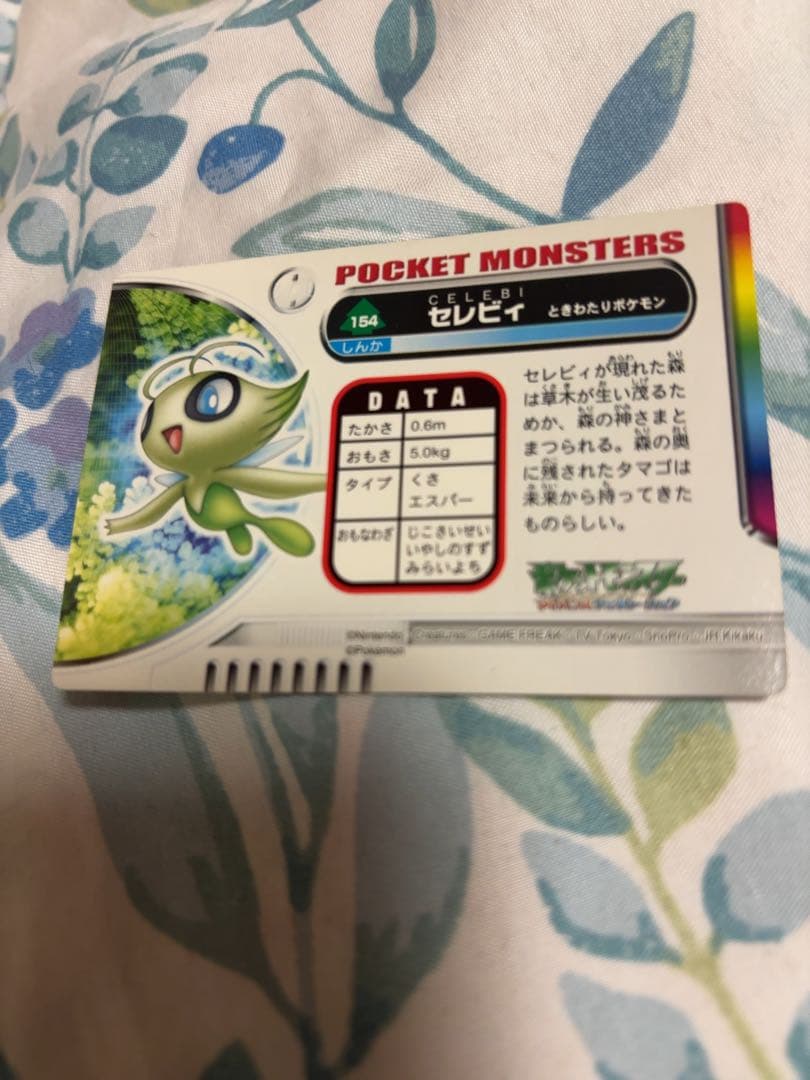 POCKET MONSTERS
CELEBI
154 セレビィ ときわたりポケモン
しんか
DATA
たかさ 0.6m
おもさ 5.0kg
タイプ くさ
エスパー
おもなわざ じこさいせい
いやしのすず
みらいよち
セレビィが現れた森
は草木が生い茂るた
めか、森の神さまと
まつられる。森の奥
に残されたタマゴは
未来から持ってきた
ものらしい。
©Nintendo・Creatures・GAME FREAK・TV Tokyo・ShoPro・JR Kikaku
©Pokémon